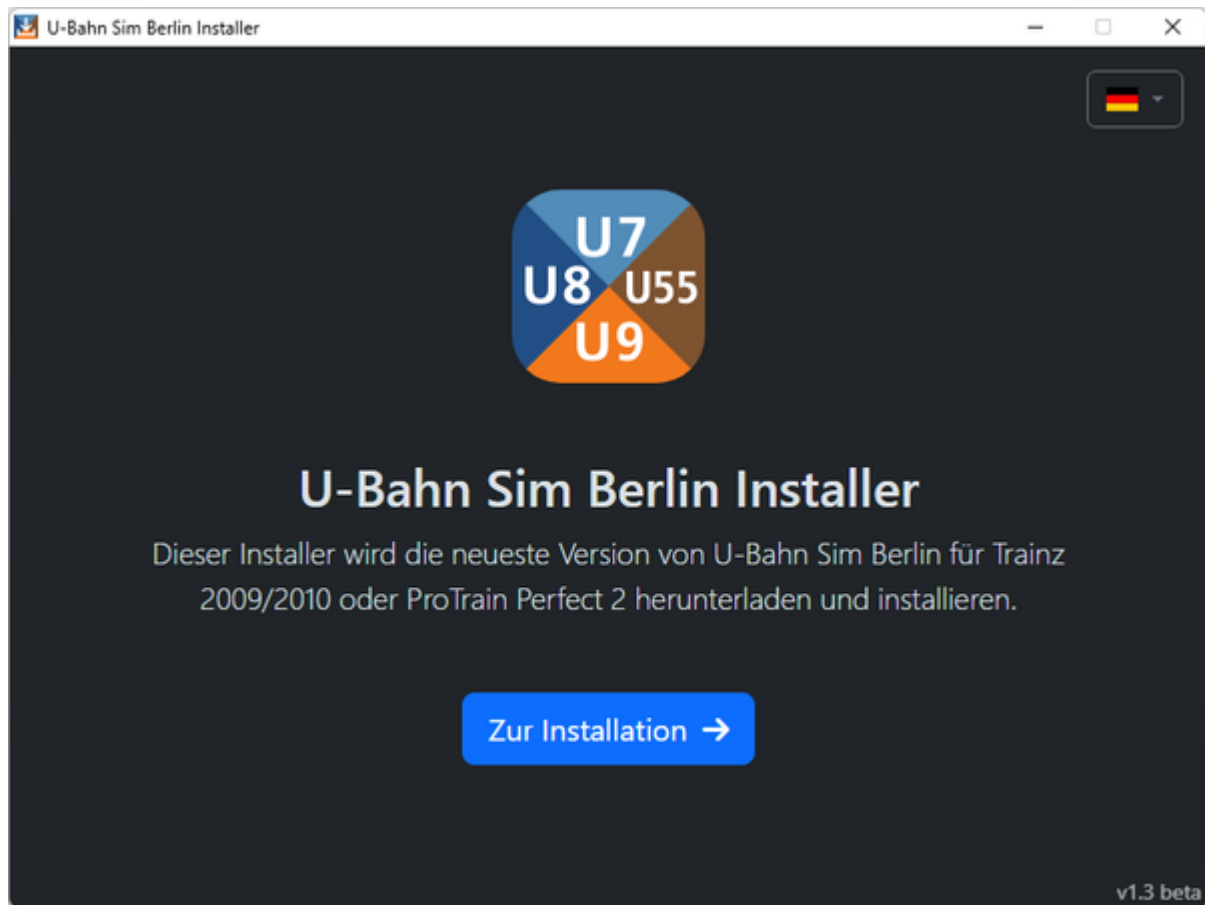 U-Bahn Sim Berlin Installer
U7
U8 U55
U9
U-Bahn Sim Berlin Installer
Dieser Installer wird die neueste Version von U-Bahn Sim Berlin für Trainz
2009/2010 oder ProTrain Perfect 2 herunterladen und installieren.
Zur Installation →
v1.3 beta